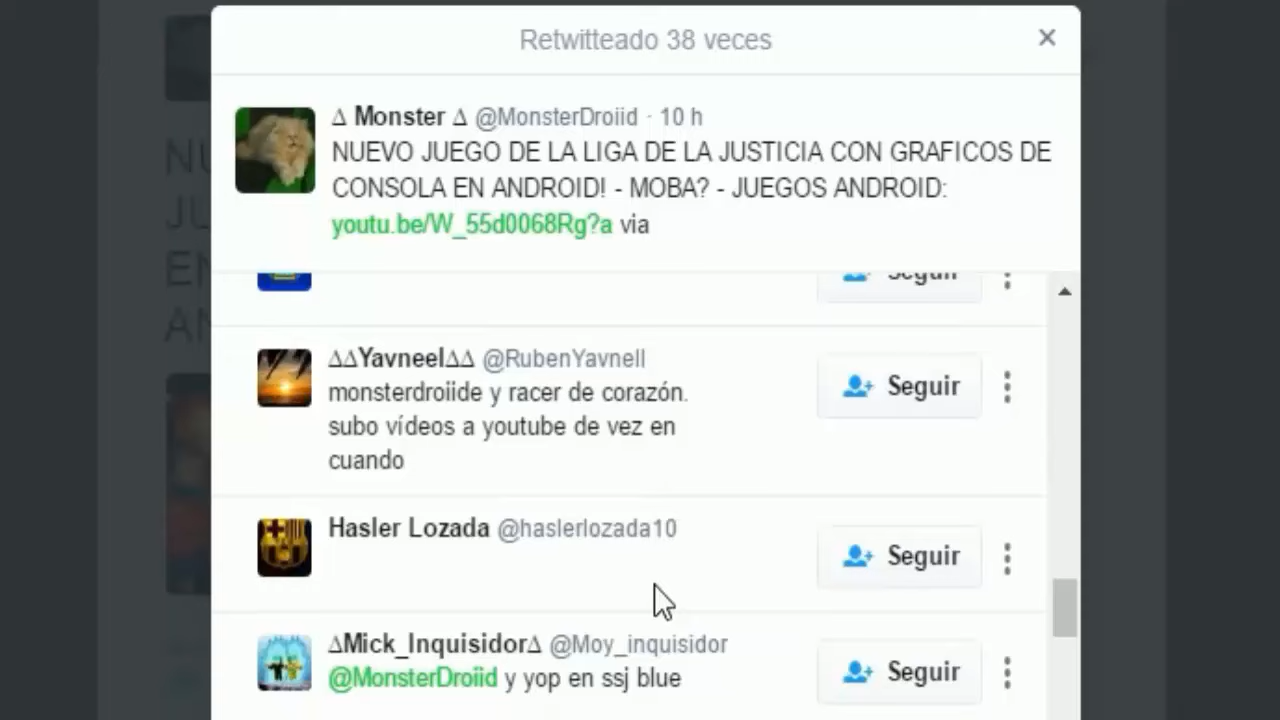 Retwitteado 38 veces
∆ Monster ∆ @MonsterDroiid · 10 h
NUEVO JUEGO DE LA LIGA DE LA JUSTICIA CON GRAFICOS DE
CONSOLA EN ANDROID! - MOBA? - JUEGOS ANDROID:
youtu.be/W_55d0068Rg?a via
Seguir
∆∆Yavneel∆∆ @RubenYavnell
monsterdroiide y racer de corazón.
subo vídeos a youtube de vez en
cuando
Seguir
Hasler Lozada @haslerlozada10
Seguir
∆Mick_Inquisidor∆ @Moy_inquisidor
@MonsterDroiid y yop en ssj blue
Seguir